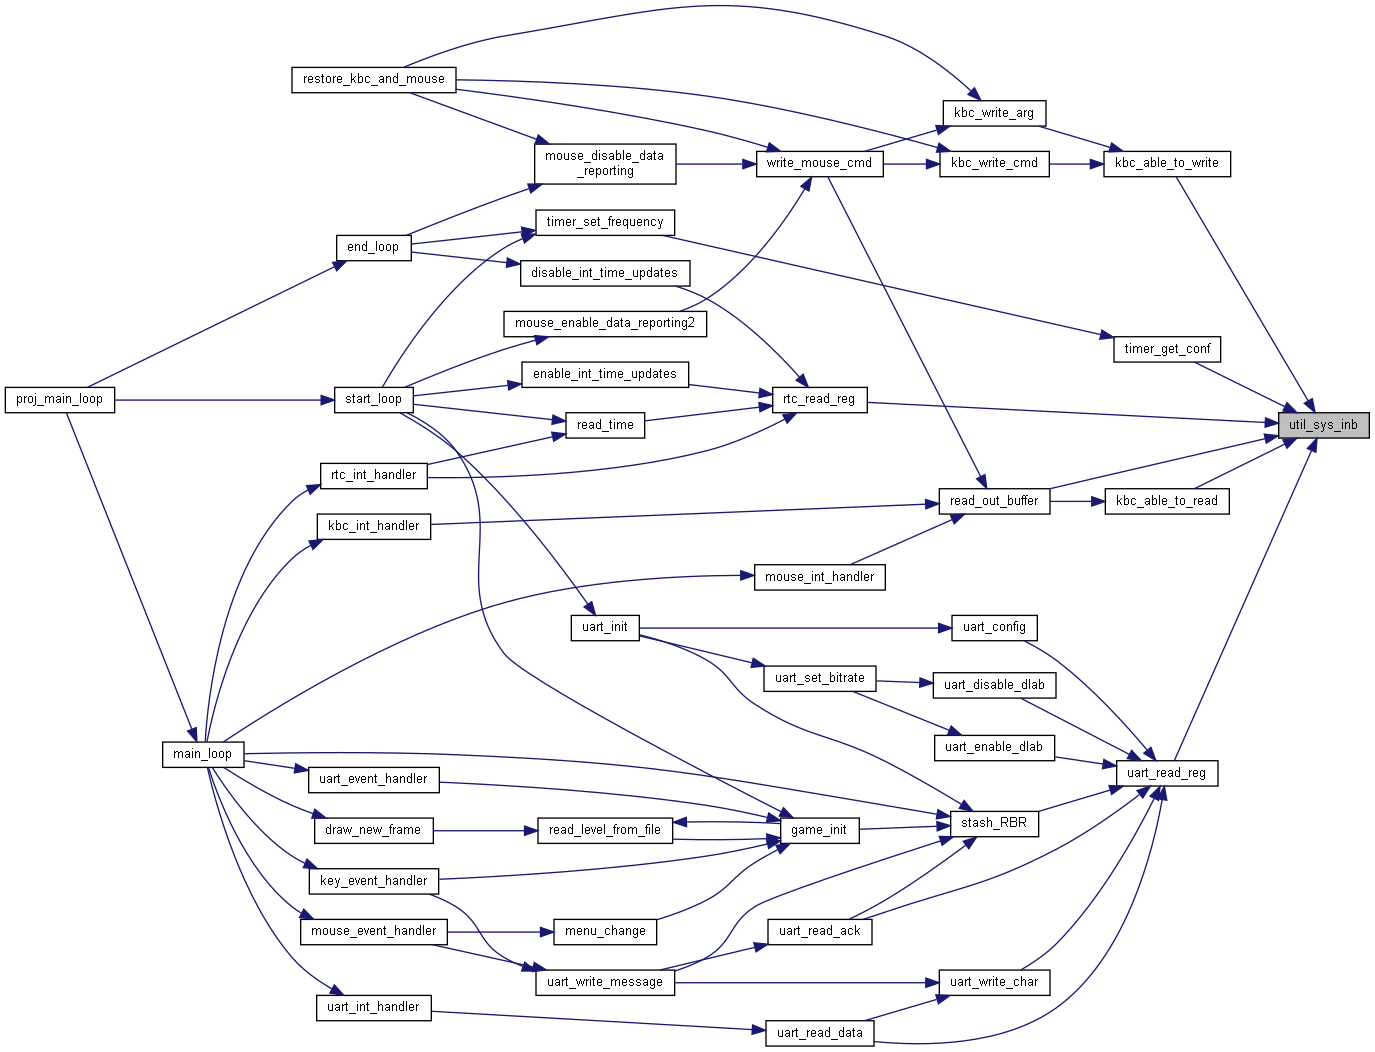 restore_kbc_and_mouse
kbc_write_arg
mouse_disable_data
_reporting
write_mouse_cmd
kbc_write_cmd
kbc_able_to_write
timer_set_frequency
end_loop
disable_int_time_updates
mouse_enable_data_reporting2
timer_get_conf
enable_int_time_updates
proj_main_loop
start_loop
rtc_read_reg
read_time
util_sys_inb
rtc_int_handler
read_out_buffer
kbc_able_to_read
kbc_int_handler
mouse_int_handler
uart_init
uart_config
uart_set_bitrate
uart_disable_dlab
uart_enable_dlab
main_loop
uart_event_handler
uart_read_reg
draw_new_frame
read_level_from_file
game_init
stash_RBR
key_event_handler
mouse_event_handler
menu_change
uart_read_ack
uart_write_message
uart_write_char
uart_int_handler
uart_read_data